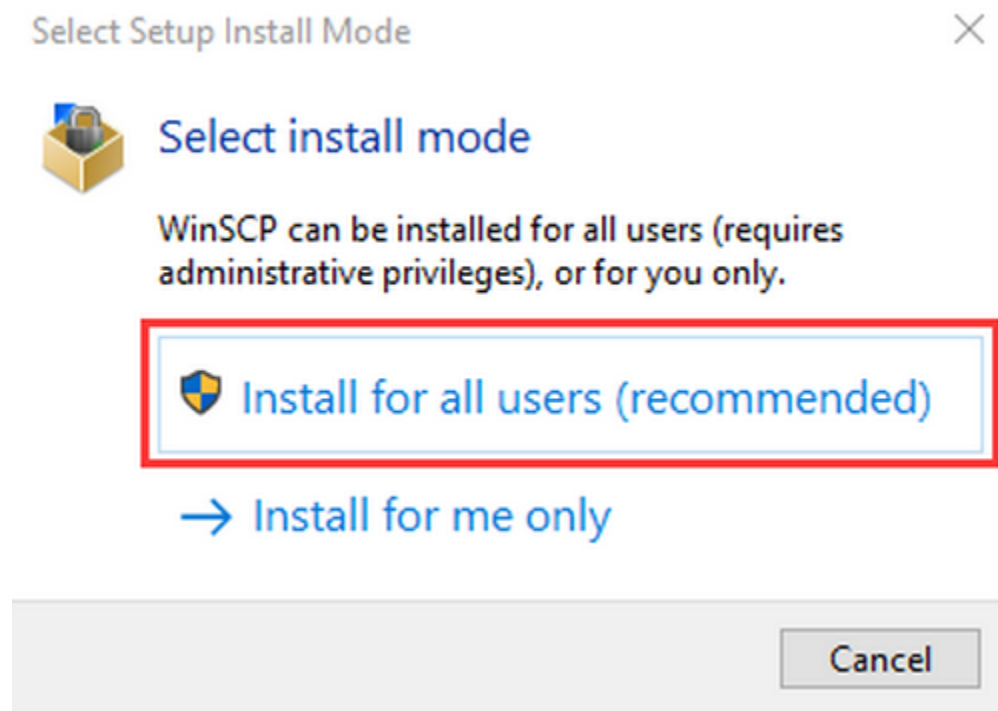 Select Setup Install Mode
Select install mode
WinSCP can be installed for all users (requires
administrative privileges), or for you only.
Install for all users (recommended)
Install for me only
Cancel